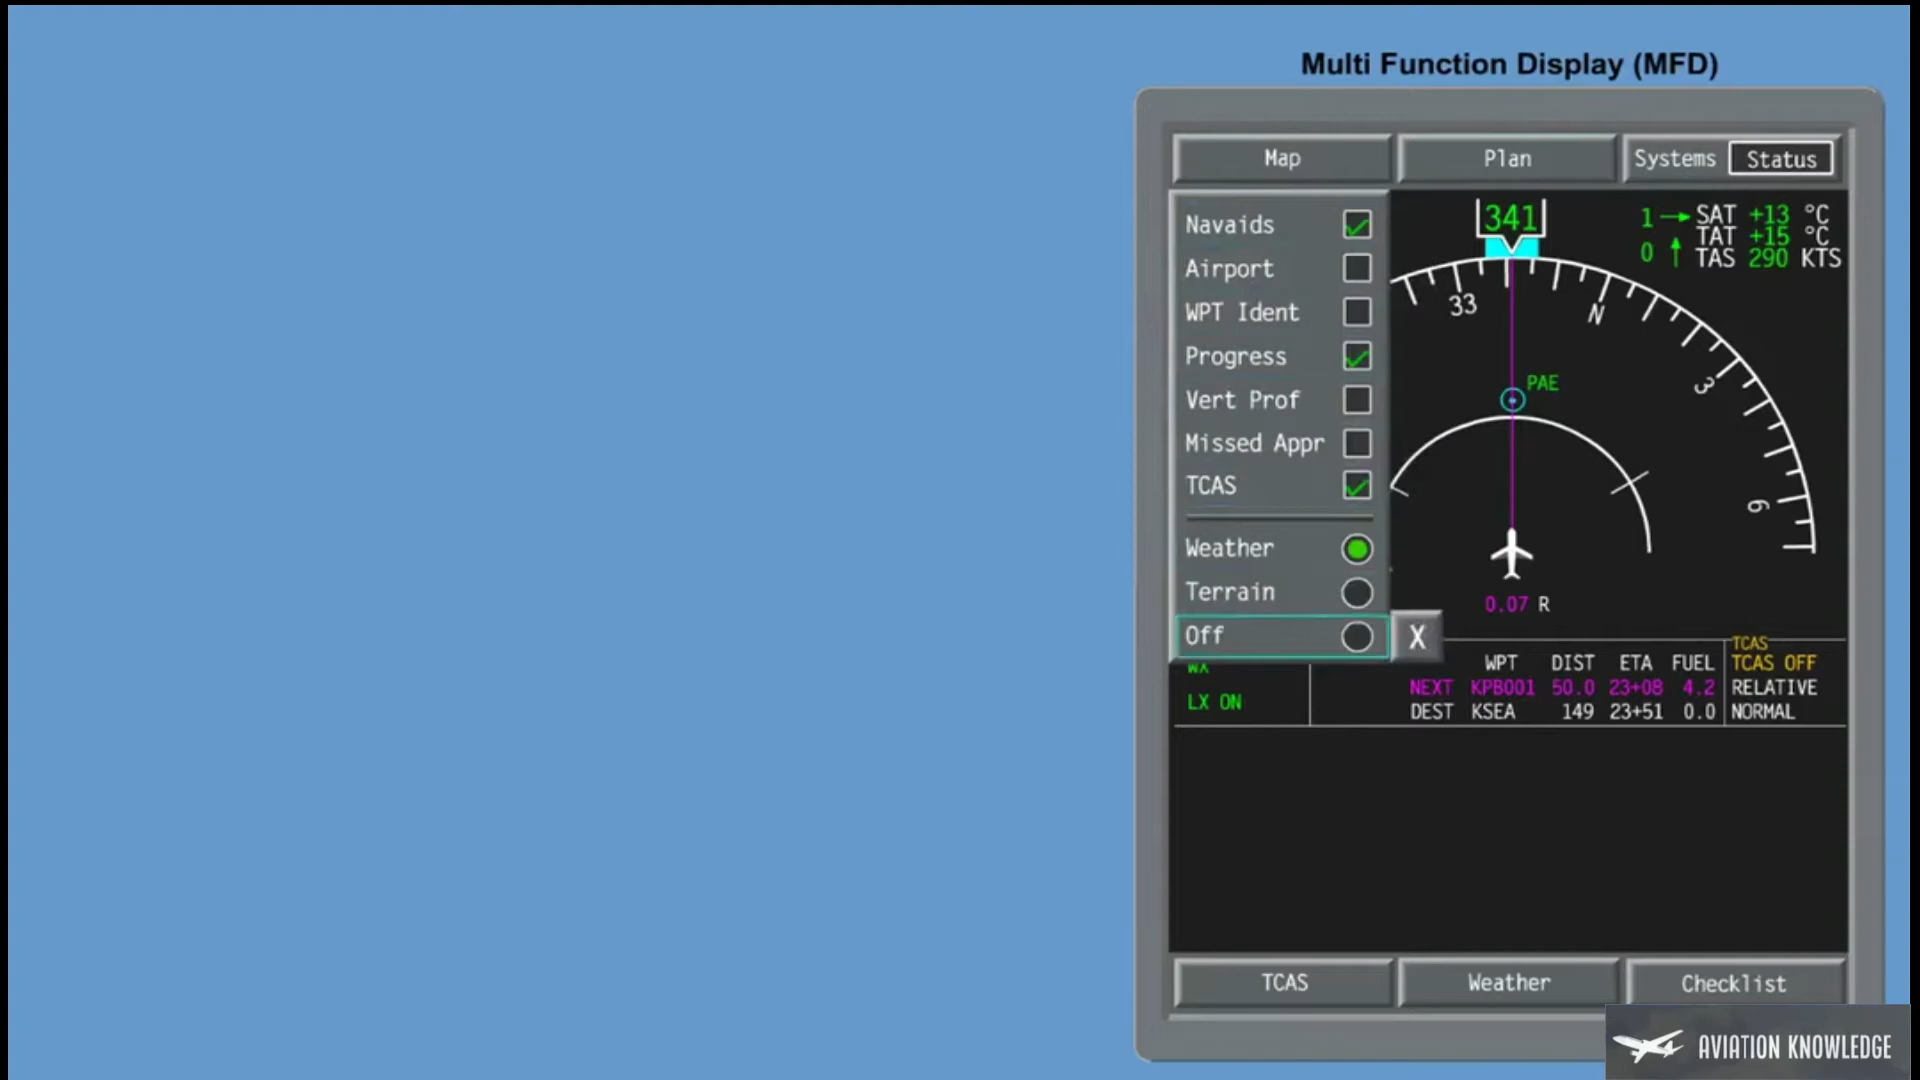 Multi Function Display (MFD)
Map
Plan
Systems Status
Navaids
Airport
WPT Ident
Progress
Vert Prof
Missed Appr
TCAS
Weather
Terrain
Off
X
341
1 SAT +13 °C
TAT +15 °C
0 TAS 290 KTS
33
N
3
6
PAE
0.07 R
WX
LX ON
WPT DIST ETA FUEL
NEXT KPB001 50.0 23+08 4.2
DEST KSEA 149 23+51 0.0
TCAS
TCAS OFF
RELATIVE
NORMAL
TCAS
Weather
Checklist
AVIATION KNOWLEDGE